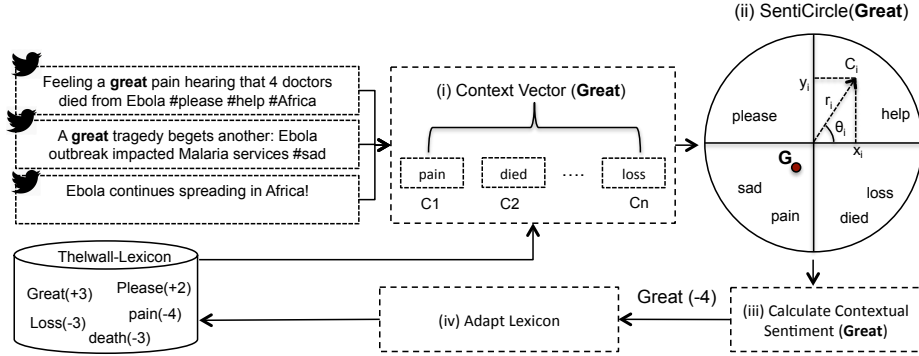 (ii) SentiCircle(Great)
Feeling a great pain hearing that 4 doctors
died from Ebola #please #help #Africa
A great tragedy begets another: Ebola
outbreak impacted Malaria services #sad
Ebola continues spreading in Africa!
(i) Context Vector (Great)
pain
died
....
loss
C1
C2
Cn
please
help
sad
pain
loss
died
yi
Ci
ri
θi
xi
G
Thelwall-Lexicon
Great(+3)
Please(+2)
Loss(-3)
pain(-4)
death(-3)
(iv) Adapt Lexicon
Great (-4)
(iii) Calculate Contextual
Sentiment (Great)